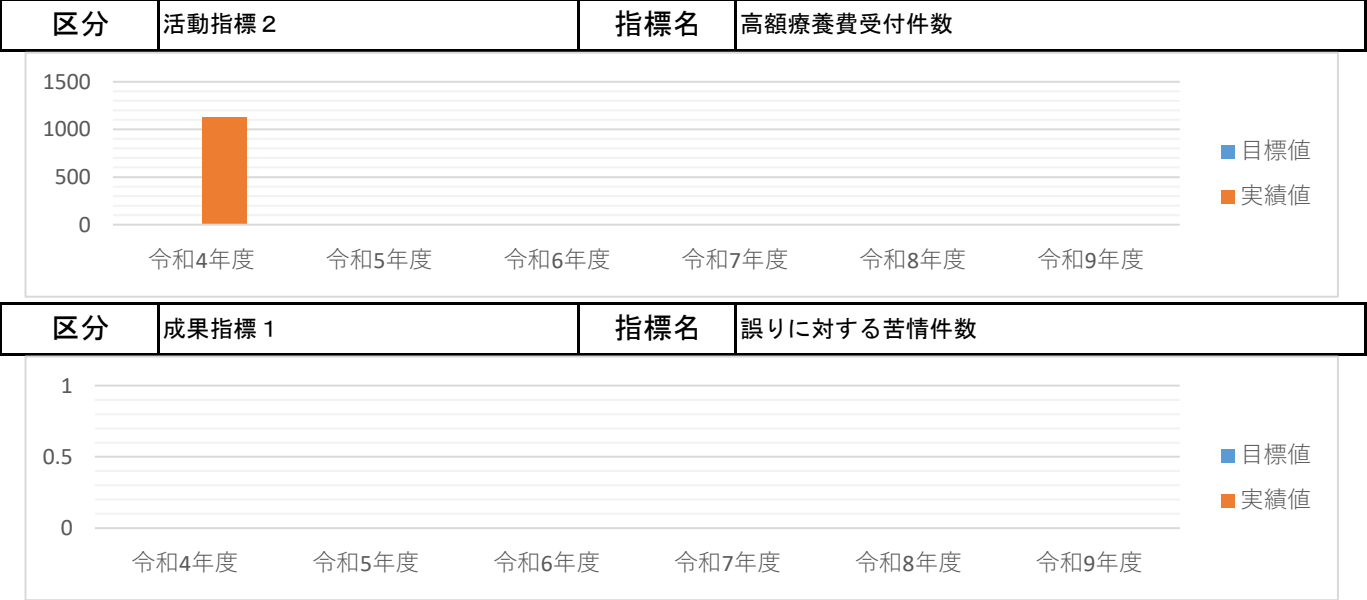 区分 活動指標２ 指標名 高額療養費受付件数
1500
1000
500
0
令和4年度 令和5年度 令和6年度 令和7年度 令和8年度 令和9年度
目標値
実績値
区分 成果指標１ 指標名 誤りに対する苦情件数
1
0.5
0
令和4年度 令和5年度 令和6年度 令和7年度 令和8年度 令和9年度
目標値
実績値